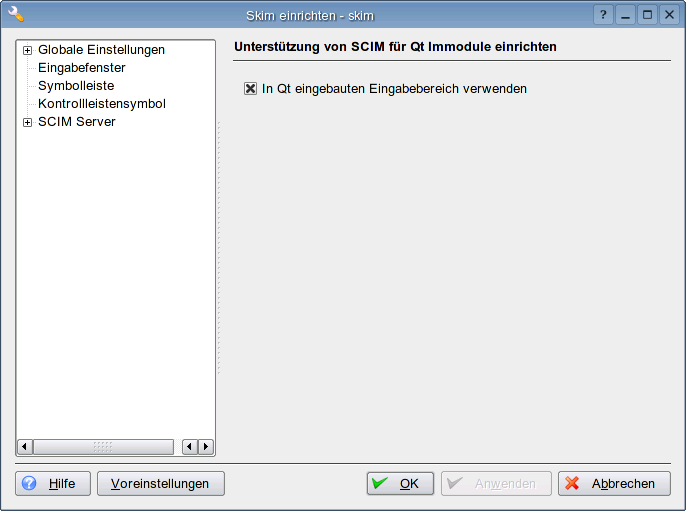 Skim einrichten - skim
?
Globale Einstellungen
Eingabefenster
Symbolleiste
Kontrollleistensymbol
SCIM Server
Unterstützung von SCIM für Qt Immodule einrichten
In Qt eingebauten Eingabebereich verwenden
? Hilfe
Voreinstellungen
OK
Anwenden
Abbrechen